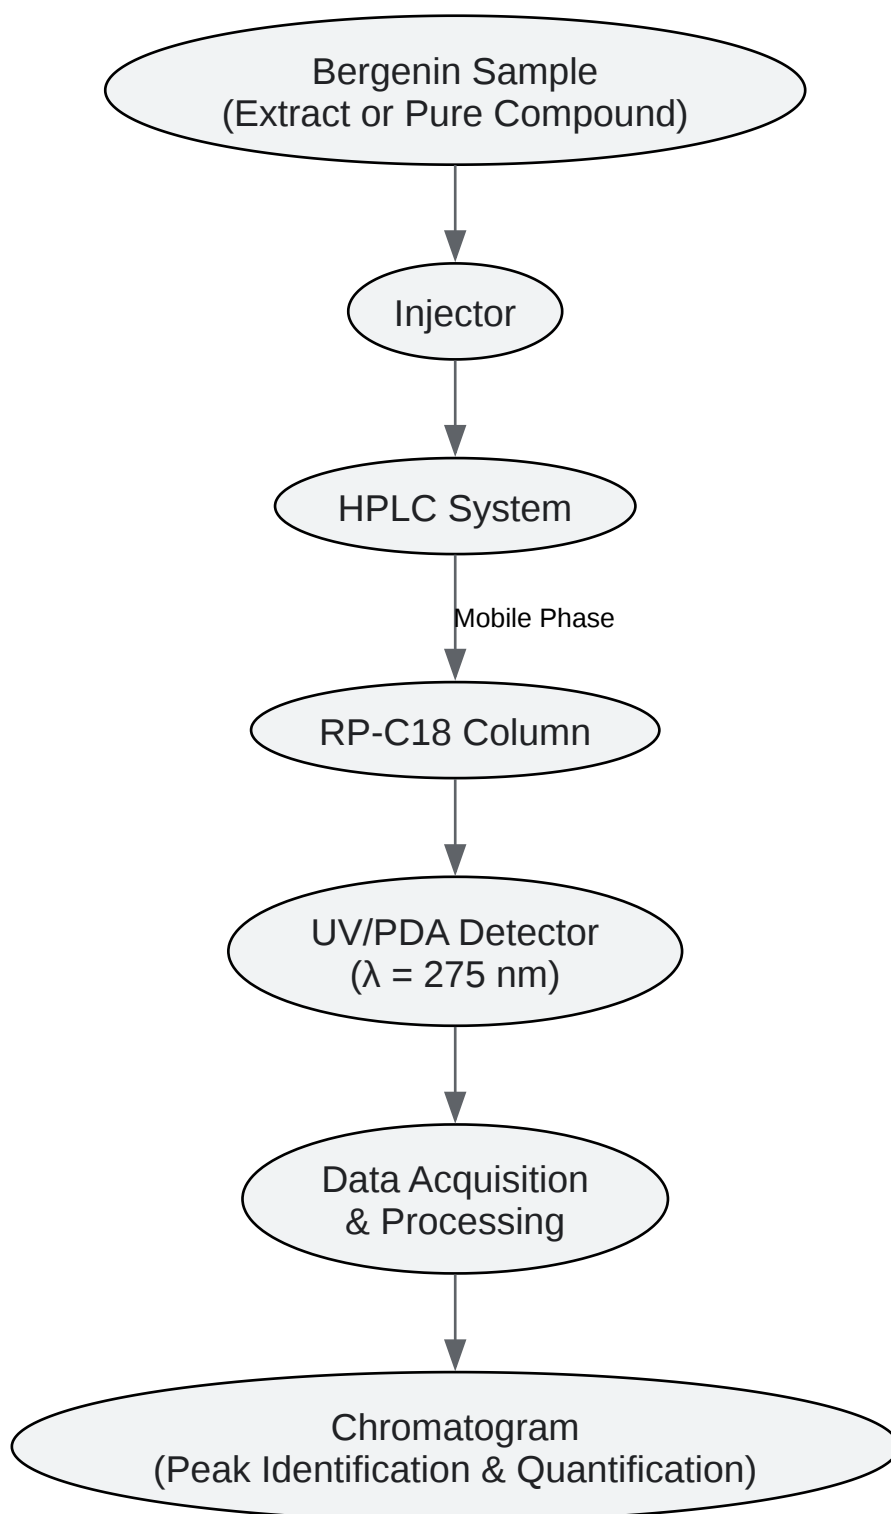 Bergenin Sample
(Extract or Pure Compound)
Injector
HPLC System
Mobile Phase
RP-C18 Column
UV/PDA Detector
(λ = 275 nm)
Data Acquisition
& Processing
Chromatogram
(Peak Identification & Quantification)